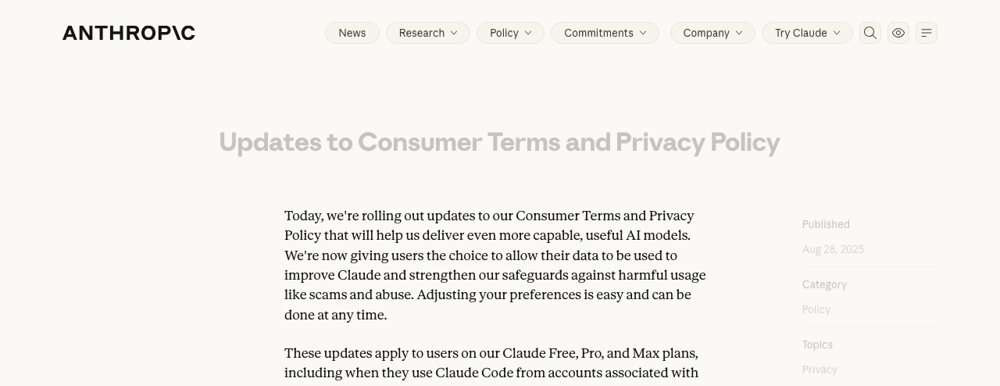 ANTHROP\C
News
Research
Policy
Commitments
Company
Try Claude
Updates to Consumer Terms and Privacy Policy
Today, we're rolling out updates to our Consumer Terms and Privacy
Policy that will help us deliver even more capable, useful AI models.
We're now giving users the choice to allow their data to be used to
improve Claude and strengthen our safeguards against harmful usage
like scams and abuse. Adjusting your preferences is easy and can be
done at any time.
These updates apply to users on our Claude Free, Pro, and Max plans,
including when they use Claude Code from accounts associated with
Published
Aug 28, 2025
Category
Policy
Topics
Privacy